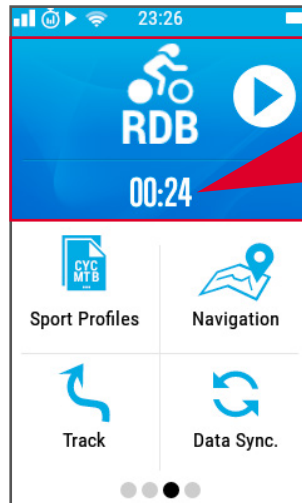 23:26
RDB
00:24
CYC
MTB
Sport Profiles
Navigation
Track
Data Sync.